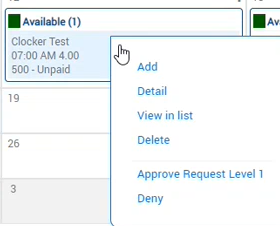 Available (1)
Ava
Clocker Test
07:00 AM 4.00
500 - Unpaid
Add
Detail
View in list
Delete
Approve Request Level 1
Deny
19
26
3